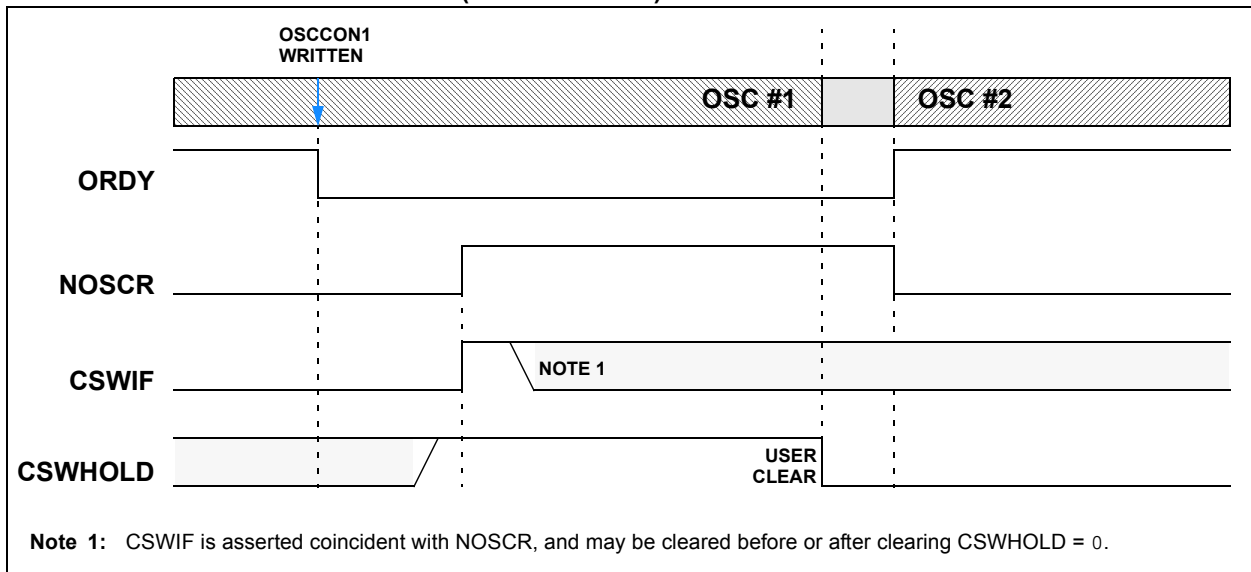 OSCCON1
WRITTEN
OSC #1
OSC #2
ORDY
NOSCR
CSWIF
NOTE 1
CSWHOLD
USER
CLEAR
Note 1: CSWIF is asserted coincident with NOSCR, and may be cleared before or after clearing CSWHOLD = 0.